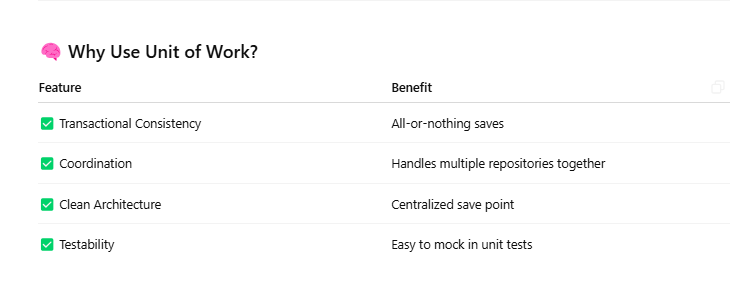 🧠 Why Use Unit of Work?
Feature Benefit
✅ Transactional Consistency All-or-nothing saves
✅ Coordination Handles multiple repositories together
✅ Clean Architecture Centralized save point
✅ Testability Easy to mock in unit tests